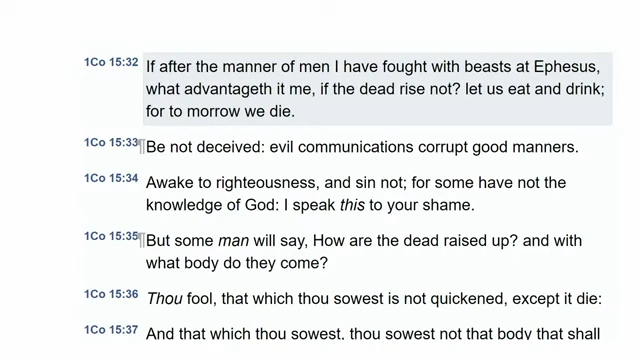 1Co 15:32 If after the manner of men I have fought with beasts at Ephesus,
what advantageth it me, if the dead rise not? let us eat and drink;
for to morrow we die.
1Co 15:33 ¶Be not deceived: evil communications corrupt good manners.
1Co 15:34 Awake to righteousness, and sin not; for some have not the
knowledge of God: I speak this to your shame.
1Co 15:35 ¶But some man will say, How are the dead raised up? and with
what body do they come?
1Co 15:36 Thou fool, that which thou sowest is not quickened, except it die:
1Co 15:37 And that which thou sowest, thou sowest not that body that shall